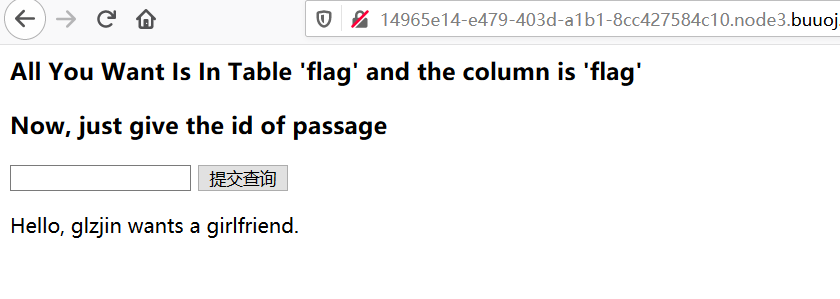 14965e14-e479-403d-a1b1-8cc427584c10.node3.buuoj
All You Want Is In Table 'flag' and the column is 'flag'
Now, just give the id of passage
提交查询
Hello, glzjin wants a girlfriend.